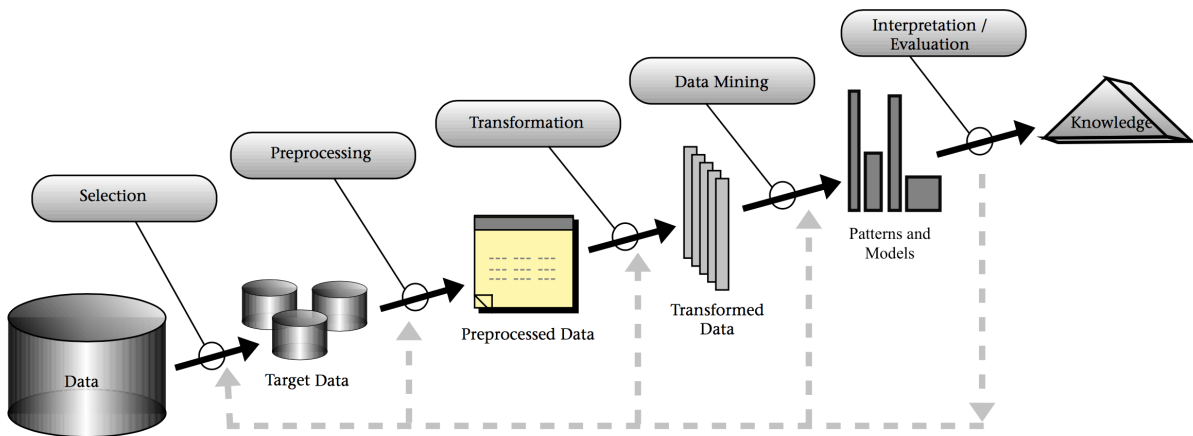 Interpretation /
Evaluation
Data Mining
Transformation
Preprocessing
Selection
Knowledge
Patterns and
Models
Transformed
Data
Preprocessed Data
Target Data
Data